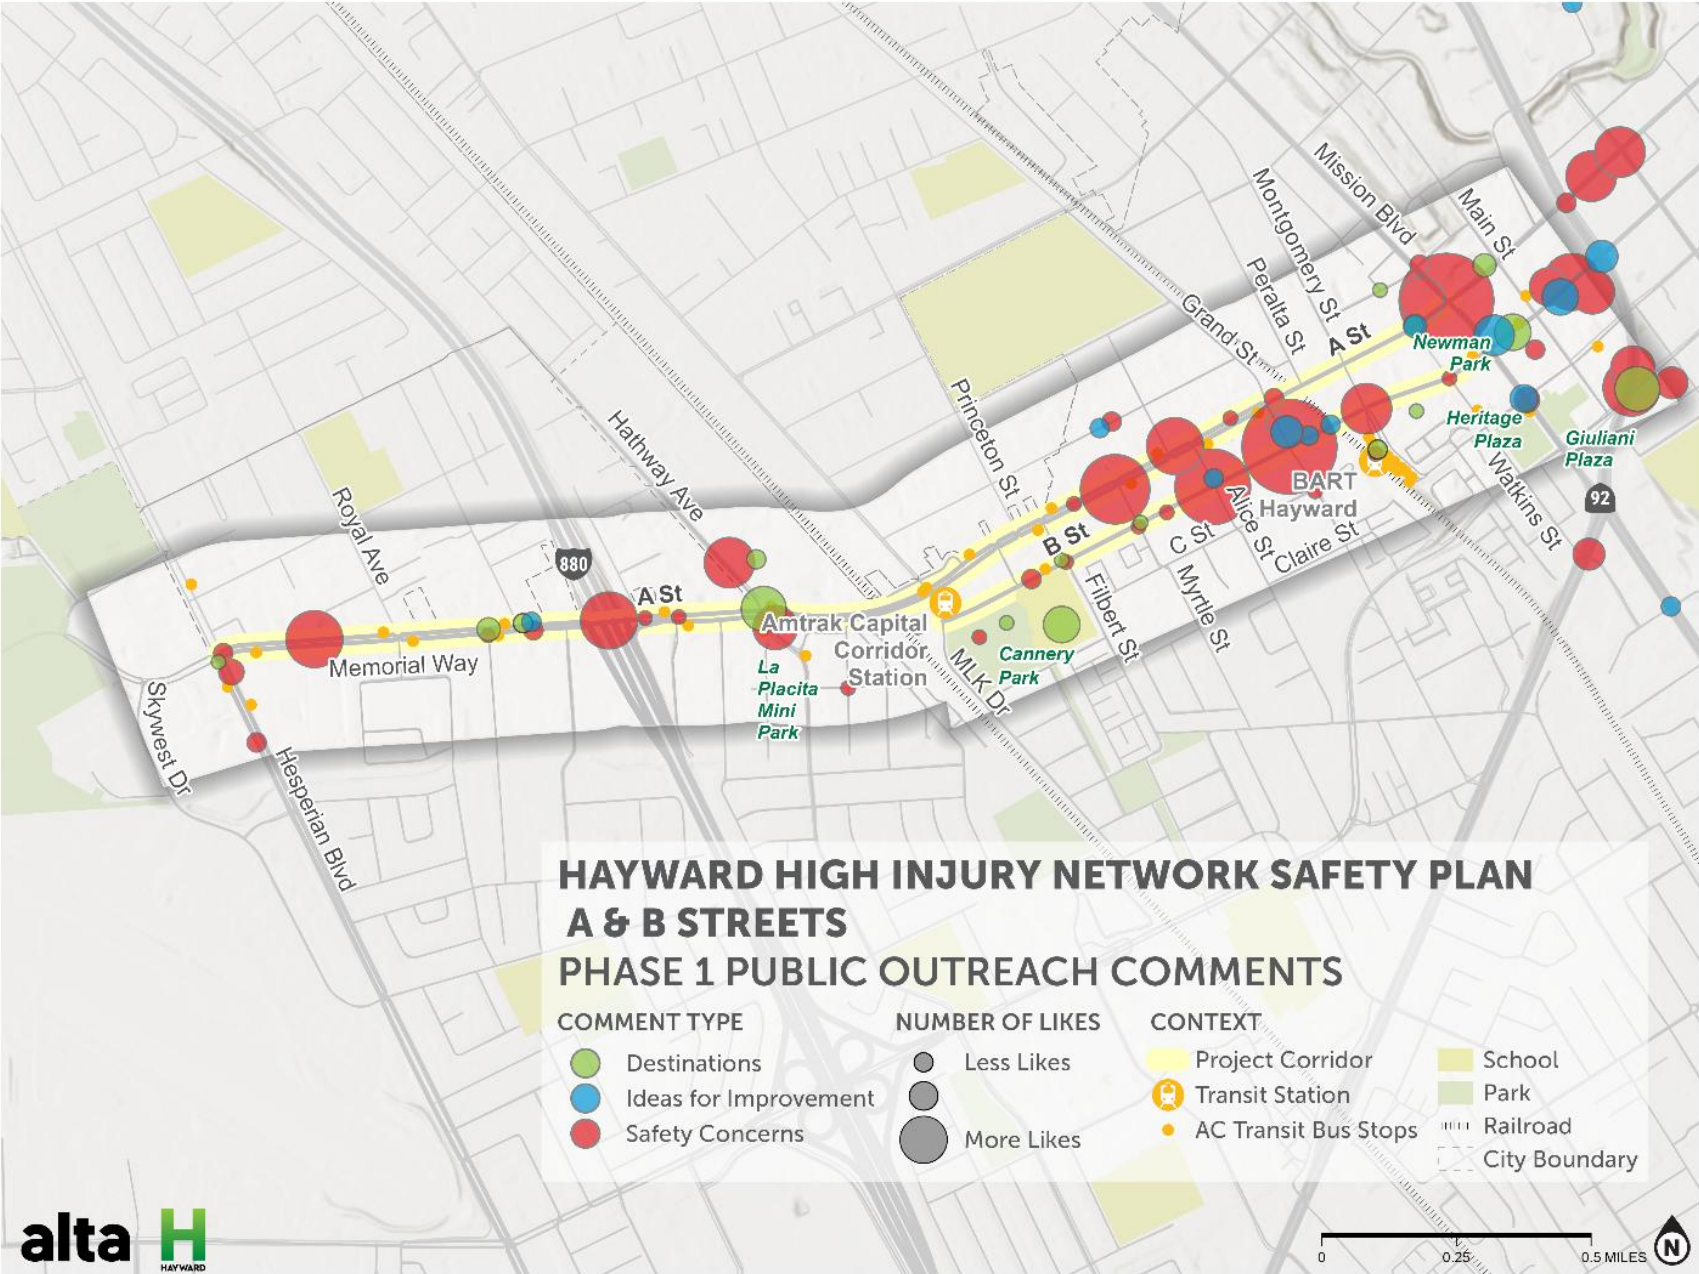 Mission Blvd
Main St
Montgomery St
Peralta St
Grand St
A St
Newman
Park
Princeton St
Hathway Ave
Heritage
Plaza
Giuliani
Plaza
Royal Ave
BART
Hayward
Watkins St
92
Alice St
C St
Claire St
B St
880
A St
Filbert St
Myrtle St
Amtrak Capital
Corridor
Station
Memorial Way
La
Placita
Mini
Park
MLK Dr
Cannery
Park
Skywest Dr
Hesperian Blvd
HAYWARD HIGH INJURY NETWORK SAFETY PLAN
A & B STREETS
PHASE 1 PUBLIC OUTREACH COMMENTS
COMMENT TYPE
Destinations
Ideas for Improvement
Safety Concerns
NUMBER OF LIKES
Less Likes
More Likes
CONTEXT
Project Corridor
Transit Station
AC Transit Bus Stops
School
Park
Railroad
City Boundary
alta
H
HAYWARD
0
0.25
0.5 MILES
N